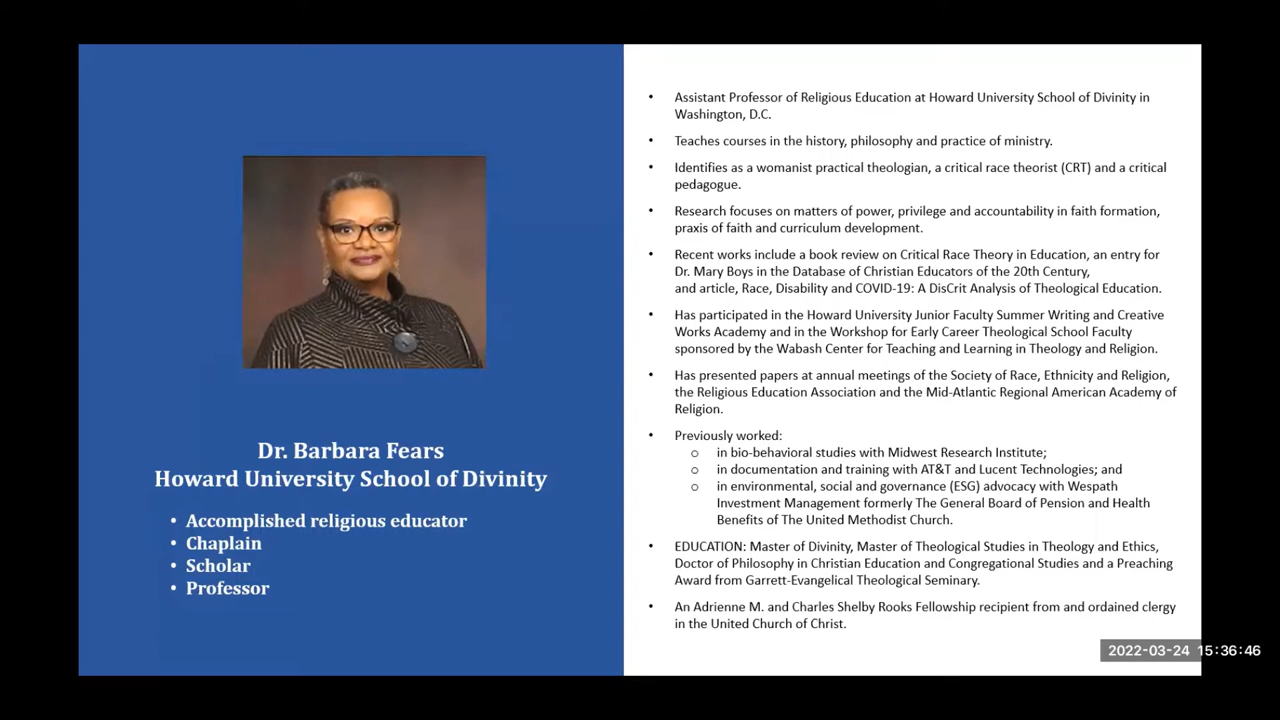 Dr. Barbara Fears
Howard University School of Divinity
• Accomplished religious educator
• Chaplain
• Scholar
• Professor
• Assistant Professor of Religious Education at Howard University School of Divinity in
Washington, D.C.
• Teaches courses in the history, philosophy and practice of ministry.
• Identifies as a womanist practical theologian, a critical race theorist (CRT) and a critical
pedagogue.
• Research focuses on matters of power, privilege and accountability in faith formation,
praxis of faith and curriculum development.
• Recent works include a book review on Critical Race Theory in Education, an entry for
Dr. Mary Boys in the Database of Christian Educators of the 20th Century,
and article, Race, Disability and COVID-19: A DisCrit Analysis of Theological Education.
• Has participated in the Howard University Junior Faculty Summer Writing and Creative
Works Academy and in the Workshop for Early Career Theological School Faculty
sponsored by the Wabash Center for Teaching and Learning in Theology and Religion.
• Has presented papers at annual meetings of the Society of Race, Ethnicity and Religion,
the Religious Education Association and the Mid-Atlantic Regional American Academy of
Religion.
• Previously worked:
o in bio-behavioral studies with Midwest Research Institute;
o in documentation and training with AT&T and Lucent Technologies; and
o in environmental, social and governance (ESG) advocacy with Wespath
Investment Management formerly The General Board of Pension and Health
Benefits of The United Methodist Church.
• EDUCATION: Master of Divinity, Master of Theological Studies in Theology and Ethics,
Doctor of Philosophy in Christian Education and Congregational Studies and a Preaching
Award from Garrett-Evangelical Theological Seminary.
• An Adrienne M. and Charles Shelby Rooks Fellowship recipient from and ordained clergy
in the United Church of Christ.
2022-03-24 15:36:46